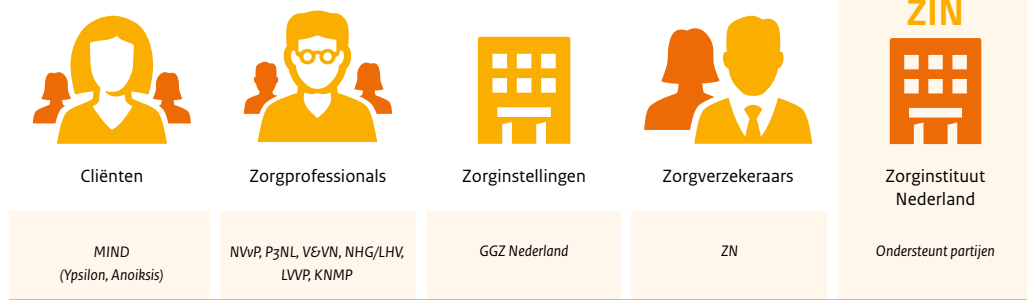 ZIN
Cliënten
Zorgprofessionals
Zorginstellingen
Zorgverzekeraars
Zorginstituut
Nederland
MIND
(Ypsilon, Anoiksis)
NVvP, P3NL, V&VN, NHG/LHV,
LVVP, KNMP
GGZ Nederland
ZN
Ondersteunt partijen